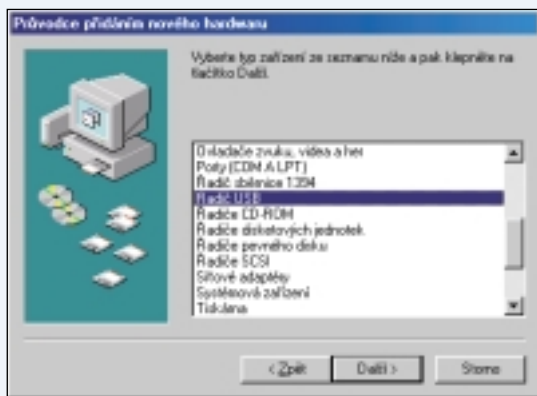 Průvodce přidáním nového hardwaru
Vyberte typ zařízení ze seznamu níže a pak klepněte na
tlačítko Další.
Ovladače zvuku, videa a her
Porty (COM A LPT)
Řadič sběrnice 1394
Řadič USB
Řadiče CD-ROM
Řadiče disketových jednotek
Řadiče pevného disku
Řadiče SCSI
Síťové adaptéry
Systémová zařízení
Tiskárna
< Zpět
Další >
Storno